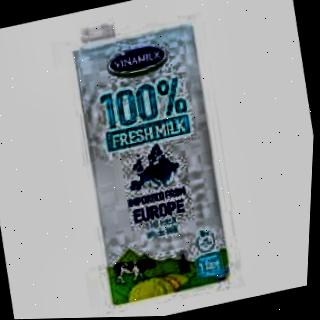 VINAMILK
100%
FRESH MILK
IMPORTED FROM
EUROPE